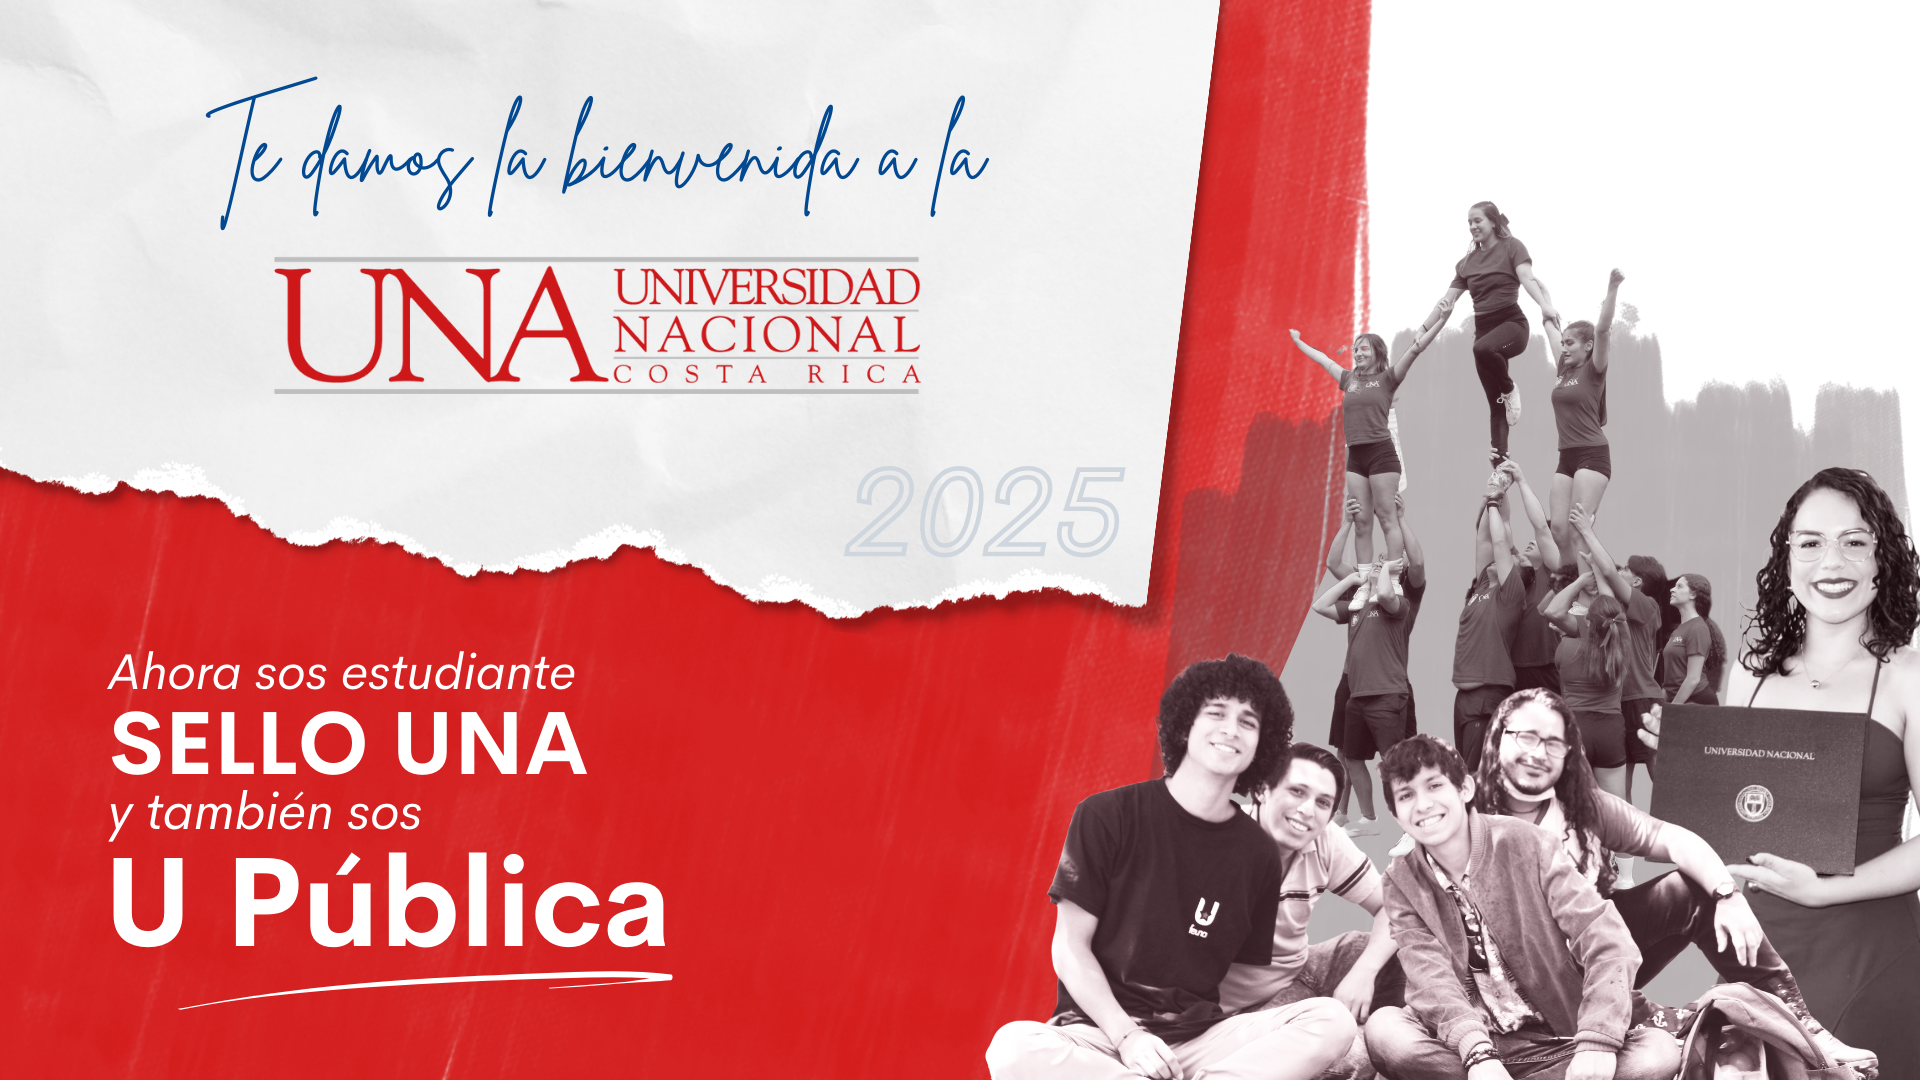 Te damos la bienvenida a la
UNA UNIVERSIDAD
NACIONAL
COSTA RICA
2025
Ahora sos estudiante
SELLO UNA
y también sos
U Pública
UNIVERSIDAD NACIONAL
U
feuna